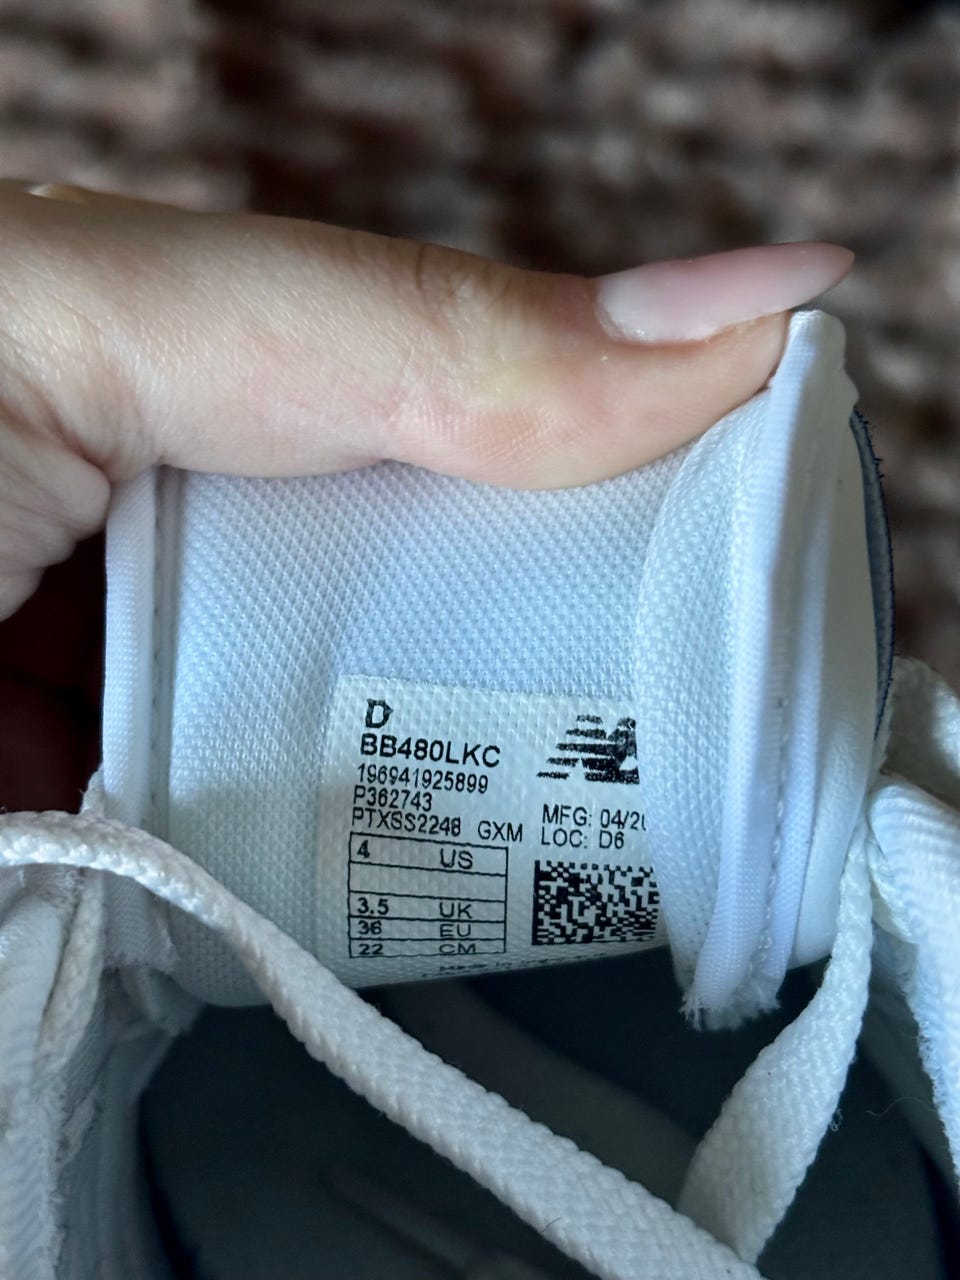 D
BB480LKC
196941925899
P362743
PTXSS2248 GXM
MFG: 04/20
LOC: D6
4 US
3.5 UK
36 EU
22 CM